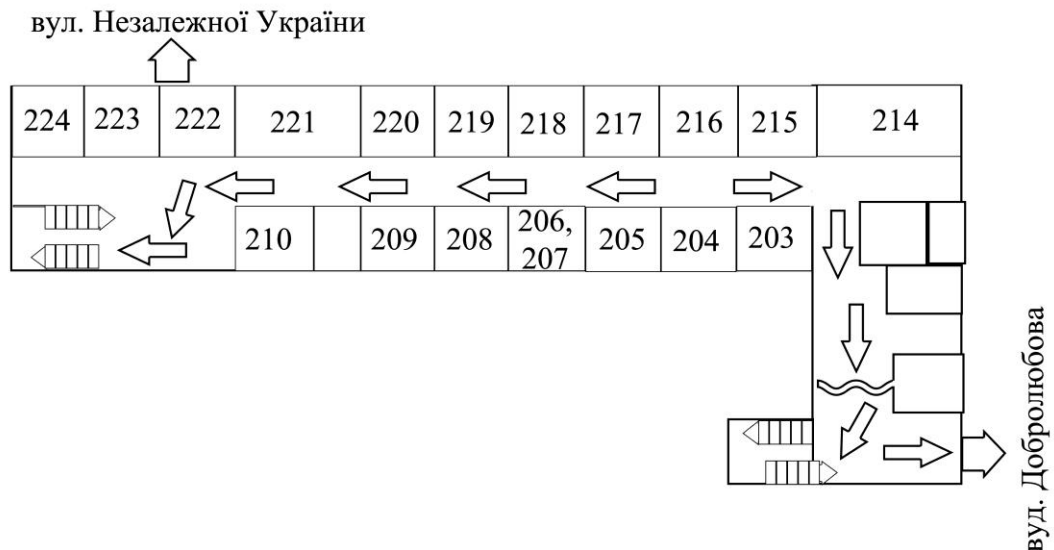 вул. Незалежної України
224 223 222 221 220 219 218 217 216 215 214
210 209 208 206, 207 205 204 203
вуд. Добролюбова